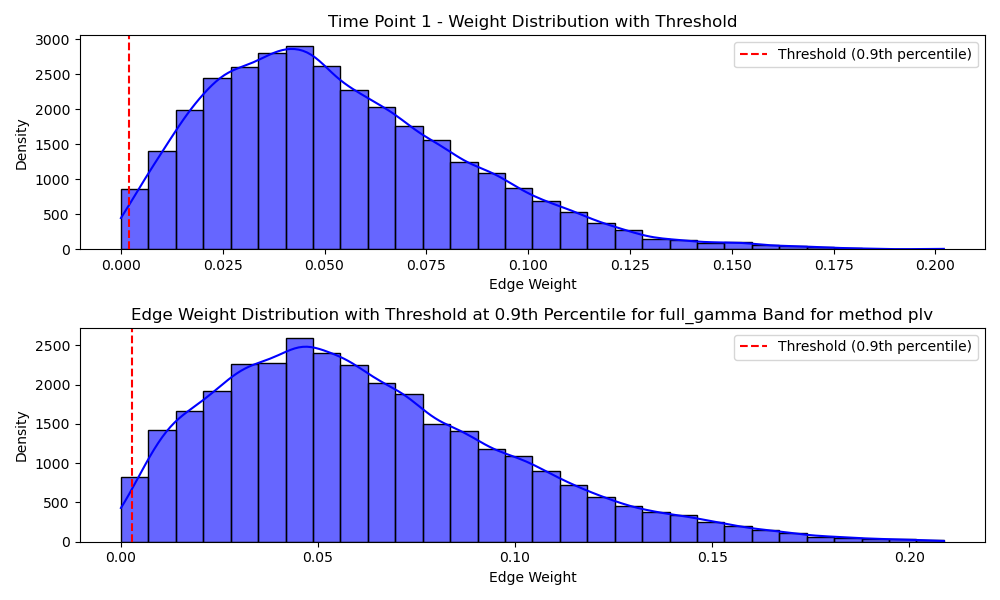 Time Point 1 - Weight Distribution with Threshold
Threshold (0.9th percentile)
Density
3000
2500
2000
1500
1000
500
0
0.000 0.025 0.050 0.075 0.100 0.125 0.150 0.175 0.200
Edge Weight
Edge Weight Distribution with Threshold at 0.9th Percentile for full_gamma Band for method plv
Threshold (0.9th percentile)
Density
2500
2000
1500
1000
500
0
0.00 0.05 0.10 0.15 0.20
Edge Weight